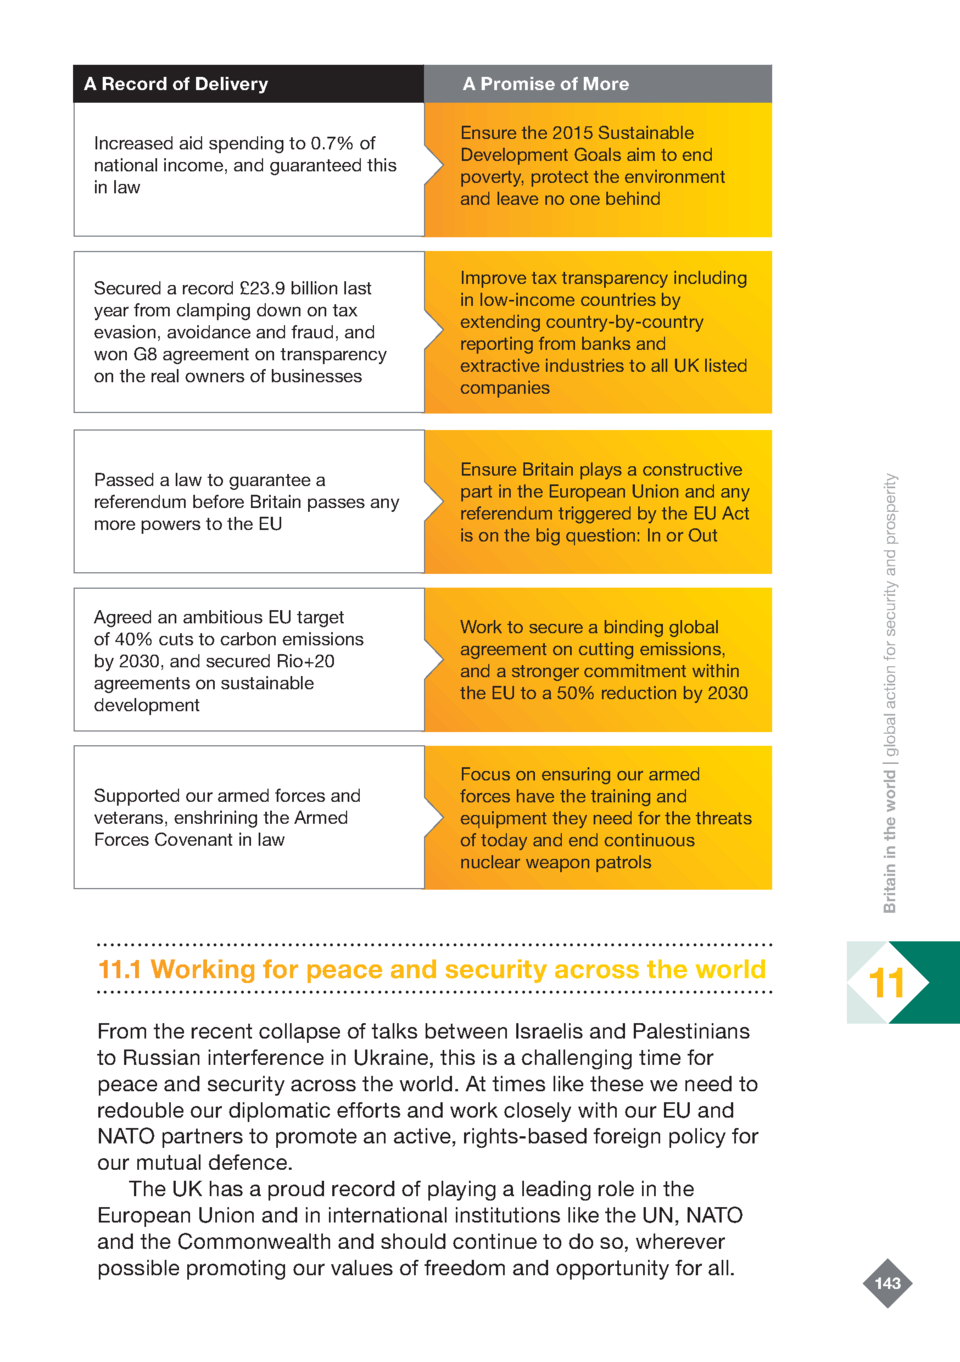 A Record of Delivery
A Promise of More
Increased aid spending to 0.7% of
national income, and guaranteed this
in law
Ensure the 2015 Sustainable
Development Goals aim to end
poverty, protect the environment
and leave no one behind
Secured a record £23.9 billion last
year from clamping down on tax
evasion, avoidance and fraud, and
won G8 agreement on transparency
on the real owners of businesses
Improve tax transparency including
in low-income countries by
extending country-by-country
reporting from banks and
extractive industries to all UK listed
companies
Passed a law to guarantee a
referendum before Britain passes any
more powers to the EU
Ensure Britain plays a constructive
part in the European Union and any
referendum triggered by the EU Act
is on the big question: In or Out
Agreed an ambitious EU target
of 40% cuts to carbon emissions
by 2030, and secured Rio+20
agreements on sustainable
development
Work to secure a binding global
agreement on cutting emissions,
and a stronger commitment within
the EU to a 50% reduction by 2030
Supported our armed forces and
veterans, enshrining the Armed
Forces Covenant in law
Focus on ensuring our armed
forces have the training and
equipment they need for the threats
of today and end continuous
nuclear weapon patrols
11.1 Working for peace and security across the world
From the recent collapse of talks between Israelis and Palestinians
to Russian interference in Ukraine, this is a challenging time for
peace and security across the world. At times like these we need to
redouble our diplomatic efforts and work closely with our EU and
NATO partners to promote an active, rights-based foreign policy for
our mutual defence.
The UK has a proud record of playing a leading role in the
European Union and in international institutions like the UN, NATO
and the Commonwealth and should continue to do so, wherever
possible promoting our values of freedom and opportunity for all.
Britain in the world | global action for security and prosperity
11
143